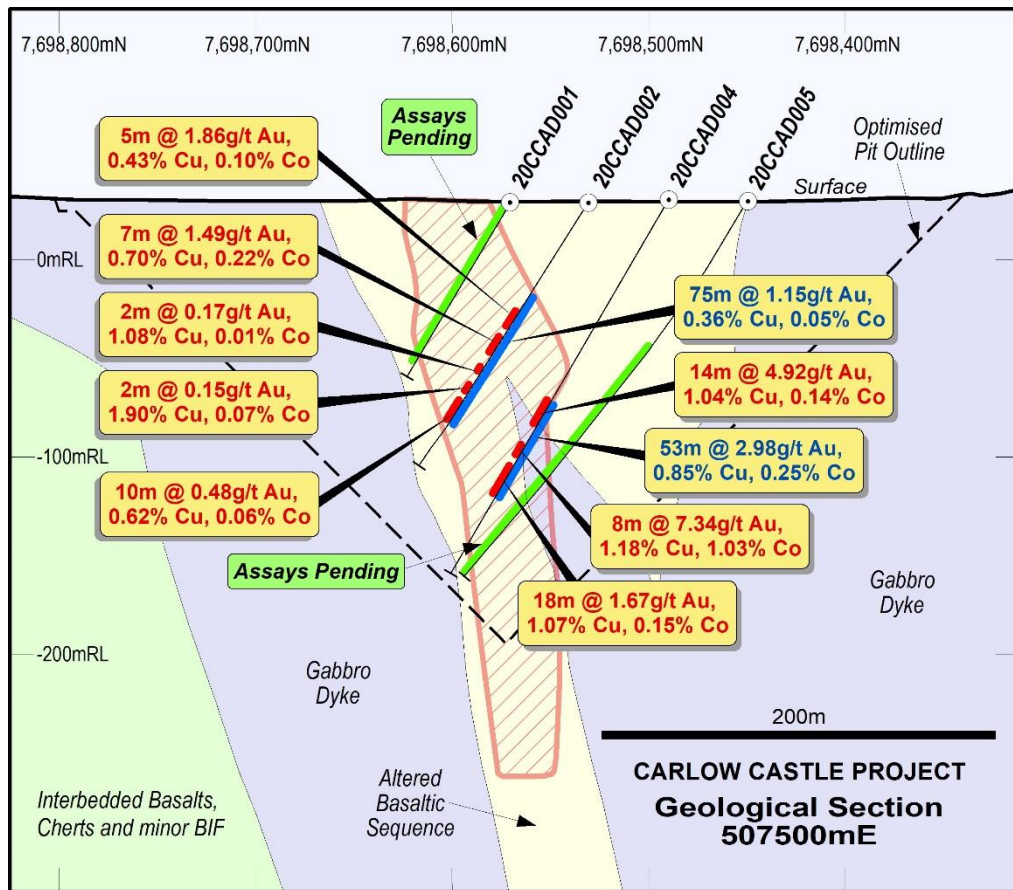 7,698,800mN
7,698,700mN
7,698,600mN
7,698,500mN
7,698,400mN
Assays
Pending
20CCAD001
20CCAD002
20CCAD004
20CCAD005
Optimised
Pit Outline
Surface
5m @ 1.86g/t Au,
0.43% Cu, 0.10% Co
7m @ 1.49g/t Au,
0.70% Cu, 0.22% Co
2m @ 0.17g/t Au,
1.08% Cu, 0.01% Co
2m @ 0.15g/t Au,
1.90% Cu, 0.07% Co
10m @ 0.48g/t Au,
0.62% Cu, 0.06% Co
0mRL
-100mRL
-200mRL
75m @ 1.15g/t Au,
0.36% Cu, 0.05% Co
14m @ 4.92g/t Au,
1.04% Cu, 0.14% Co
53m @ 2.98g/t Au,
0.85% Cu, 0.25% Co
8m @ 7.34g/t Au,
1.18% Cu, 1.03% Co
18m @ 1.67g/t Au,
1.07% Cu, 0.15% Co
Assays Pending
Gabbro
Dyke
Gabbro
Dyke
Interbedded Basalts,
Cherts and minor BIF
Altered
Basaltic
Sequence
200m
CARLOW CASTLE PROJECT
Geological Section
507500mE